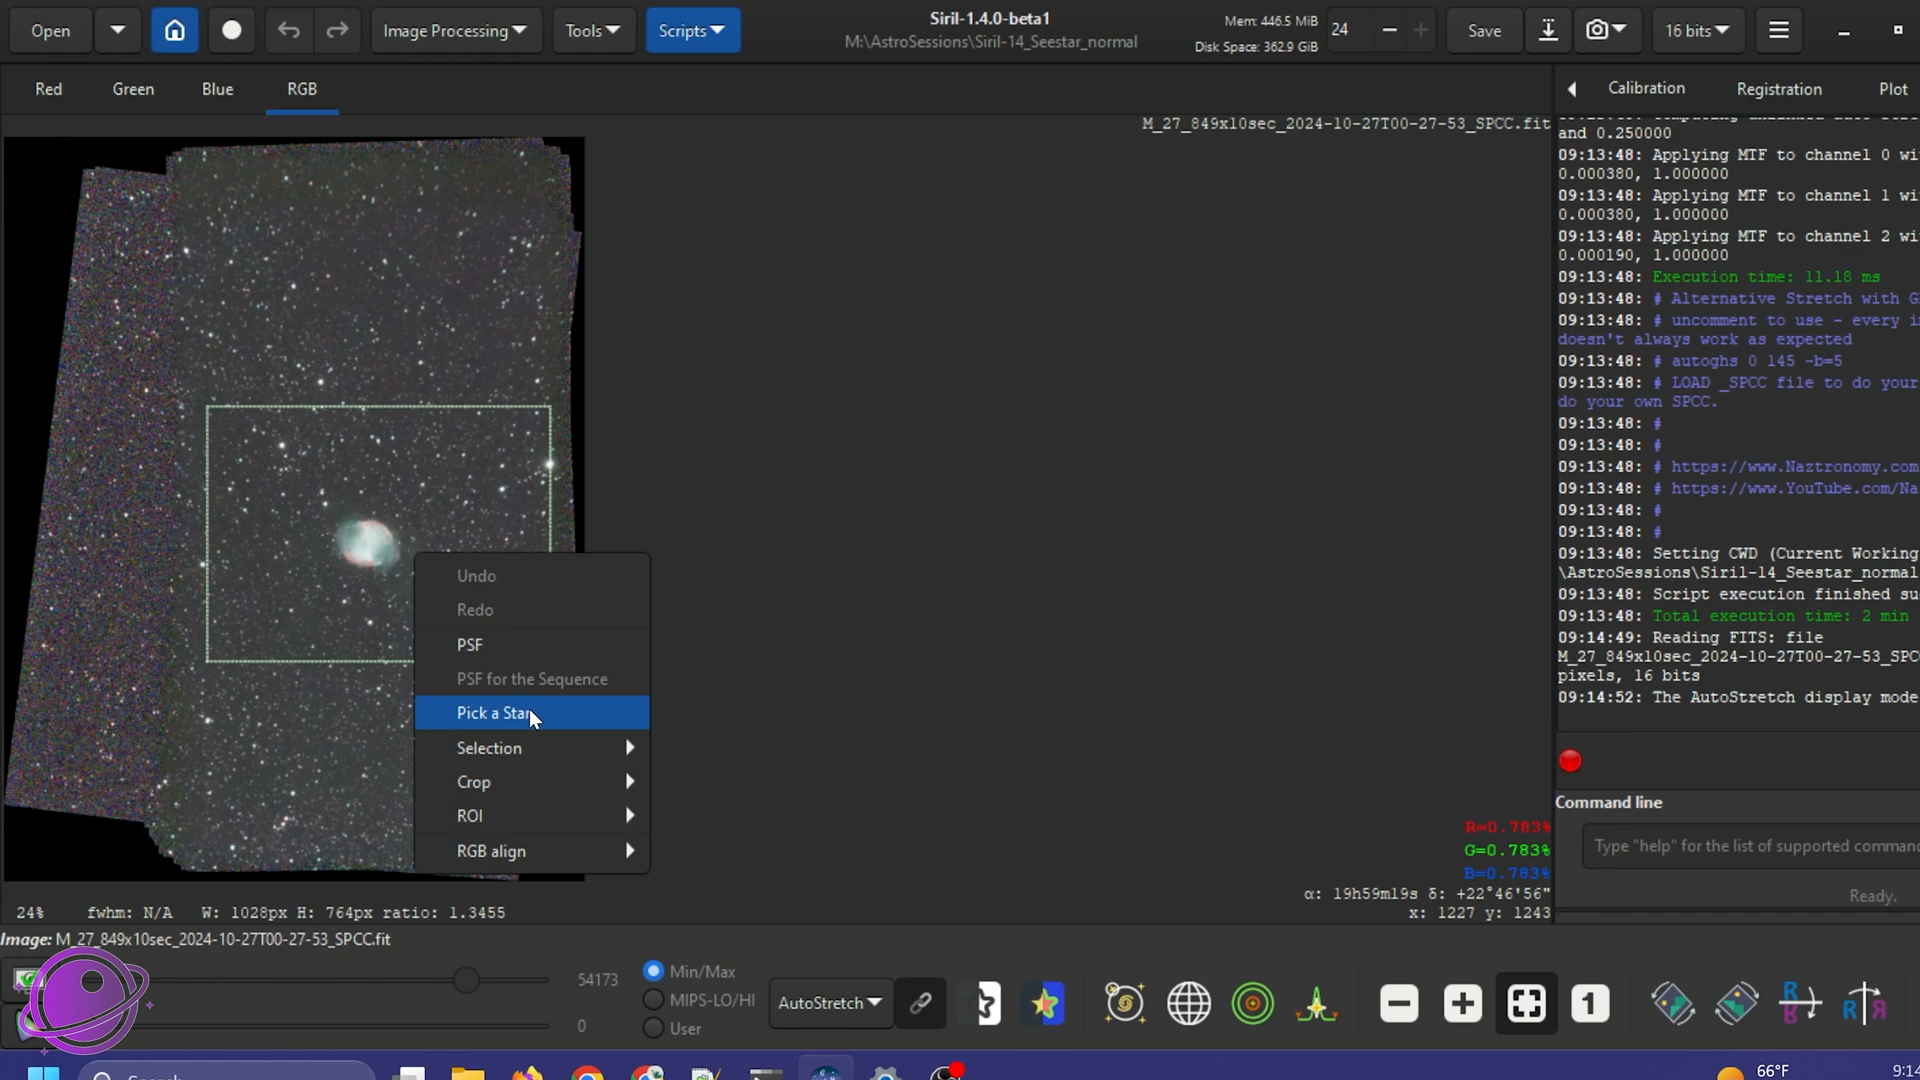 Open
Image Processing
Tools
Scripts
Siril-1.4.0-beta1
M:\AstroSessions\Siril-14_Seestar_normal
Mem: 446.5 MiB
Disk Space: 362.9 GiB
24
Save
16 bits
Red
Green
Blue
RGB
M_27_849x10sec_2024-10-27T00-27-53_SPCC.fit
Calibration
Registration
Plot
and 0.250000
09:13:48: Applying MTF to channel 0 wi
0.000380, 1.000000
09:13:48: Applying MTF to channel 1 wi
0.000380, 1.000000
09:13:48: Applying MTF to channel 2 wi
0.000190, 1.000000
09:13:48: Execution time: 11.18 ms
09:13:48: # Alternative Stretch with G
09:13:48: # uncomment to use - every i
doesn't always work as expected
09:13:48: # autoghs 0 145 -b=5
09:13:48: # LOAD _SPCC file to do your
do your own SPCC.
09:13:48: #
09:13:48: #
09:13:48: # https://www.Naztronomy.com
09:13:48: # https://www.YouTube.com/Na
09:13:48: #
09:13:48: #
09:13:48: Setting CWD (Current Working
\AstroSessions\Siril-14_Seestar_normal
09:13:48: Script execution finished su
09:13:48: Total execution time: 2 min
09:14:49: Reading FITS: file
M_27_849x10sec_2024-10-27T00-27-53_SPC
pixels, 16 bits
09:14:52: The AutoStretch display mode
Undo
Redo
PSF
PSF for the Sequence
Pick a Star
Selection
Crop
ROI
RGB align
Command line
Type "help" for the list of supported comman
Ready.
R=0.783%
G=0.783%
B=0.783%
α: 19h59m19s δ: +22°46'56"
x: 1227 y: 1243
24%
fwhm: N/A
W: 1028px H: 764px ratio: 1.3455
Image: M_27_849x10sec_2024-10-27T00-27-53_SPCC.fit
54173
0
Min/Max
MIPS-LO/HI
User
AutoStretch
1
66°F
9:14